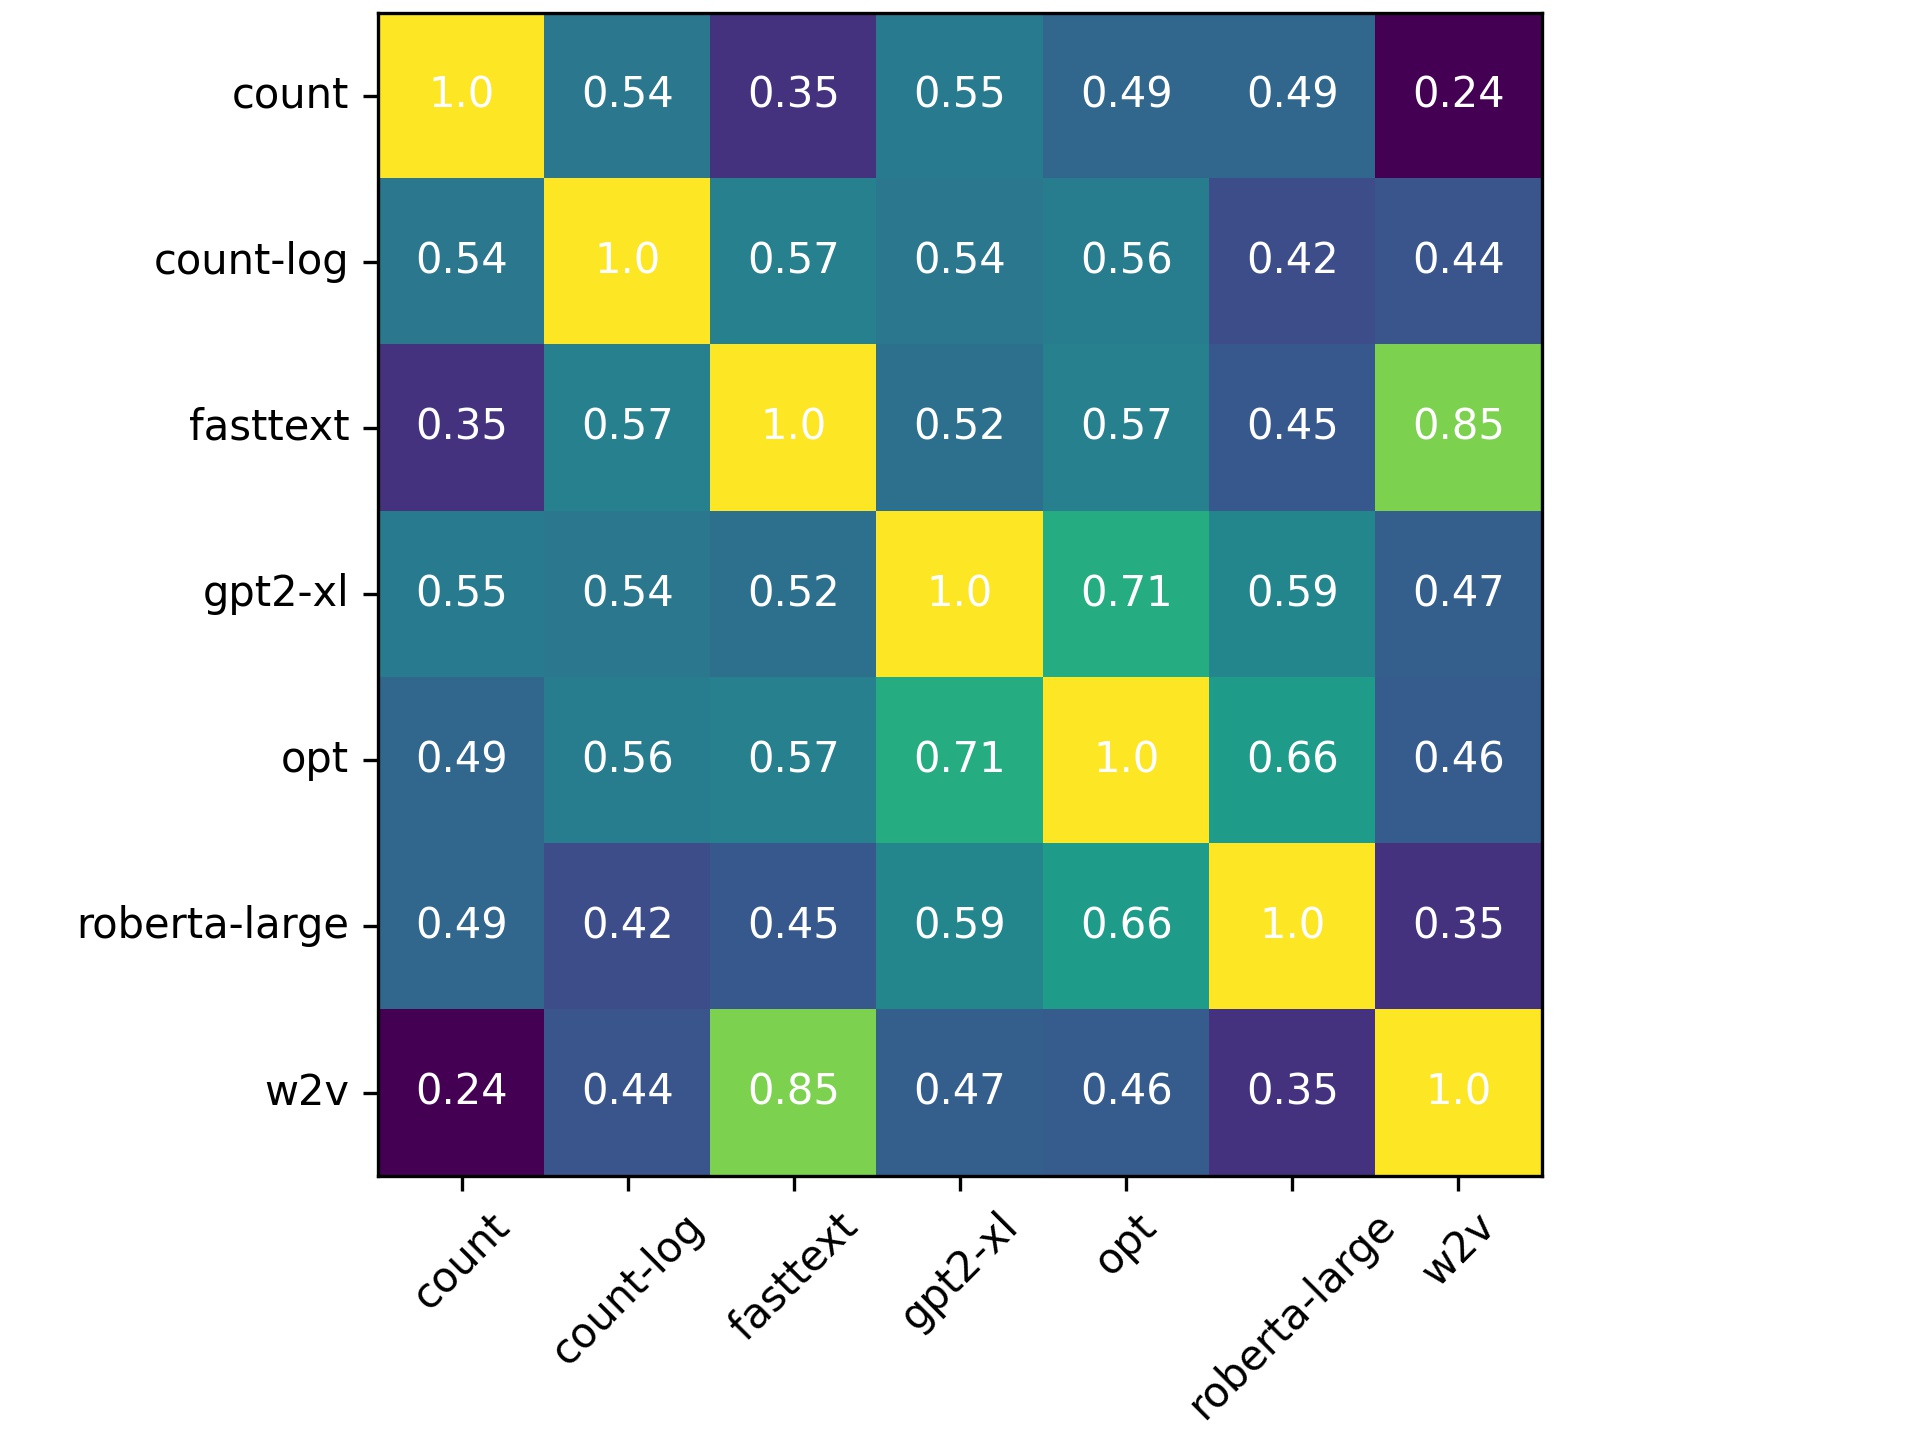 count 1.0 0.54 0.35 0.55 0.49 0.49 0.24
count-log 0.54 1.0 0.57 0.54 0.56 0.42 0.44
fasttext 0.35 0.57 1.0 0.52 0.57 0.45 0.85
gpt2-xl 0.55 0.54 0.52 1.0 0.71 0.59 0.47
opt 0.49 0.56 0.57 0.71 1.0 0.66 0.46
roberta-large 0.49 0.42 0.45 0.59 0.66 1.0 0.35
w2v 0.24 0.44 0.85 0.47 0.46 0.35 1.0
count count-log fasttext gpt2-xl opt roberta-large w2v